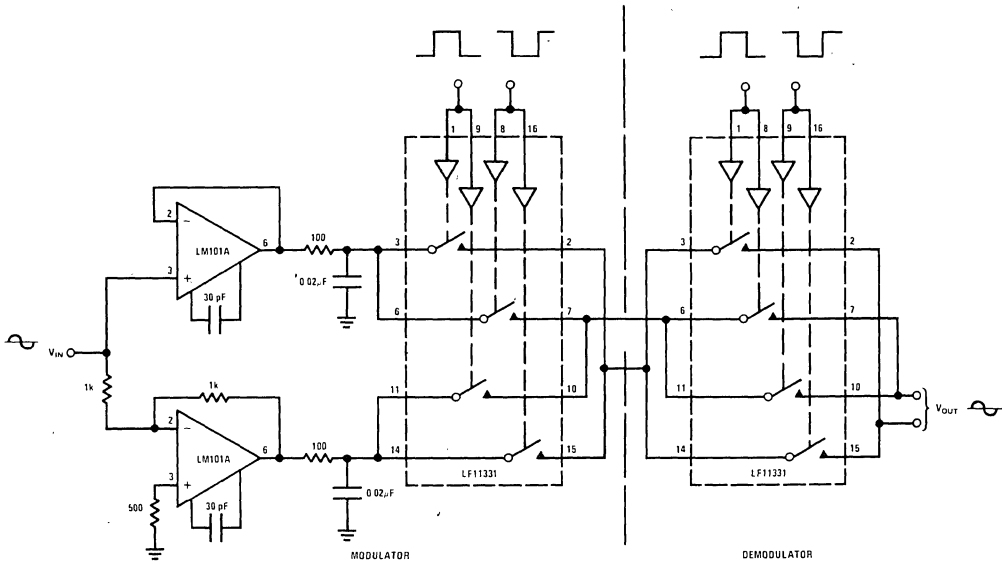 1 9 8 16
1 8 9 16
2
LM101A
6
3
30 pF
100
0.02μF
3
2
6
7
11
10
14
15
LF11331
VIN
1k
1k
2
LM101A
6
3
500
30 pF
100
0.02μF
3
2
6
7
11
10
14
15
LF11331
VOUT
MODULATOR
DEMODULATOR